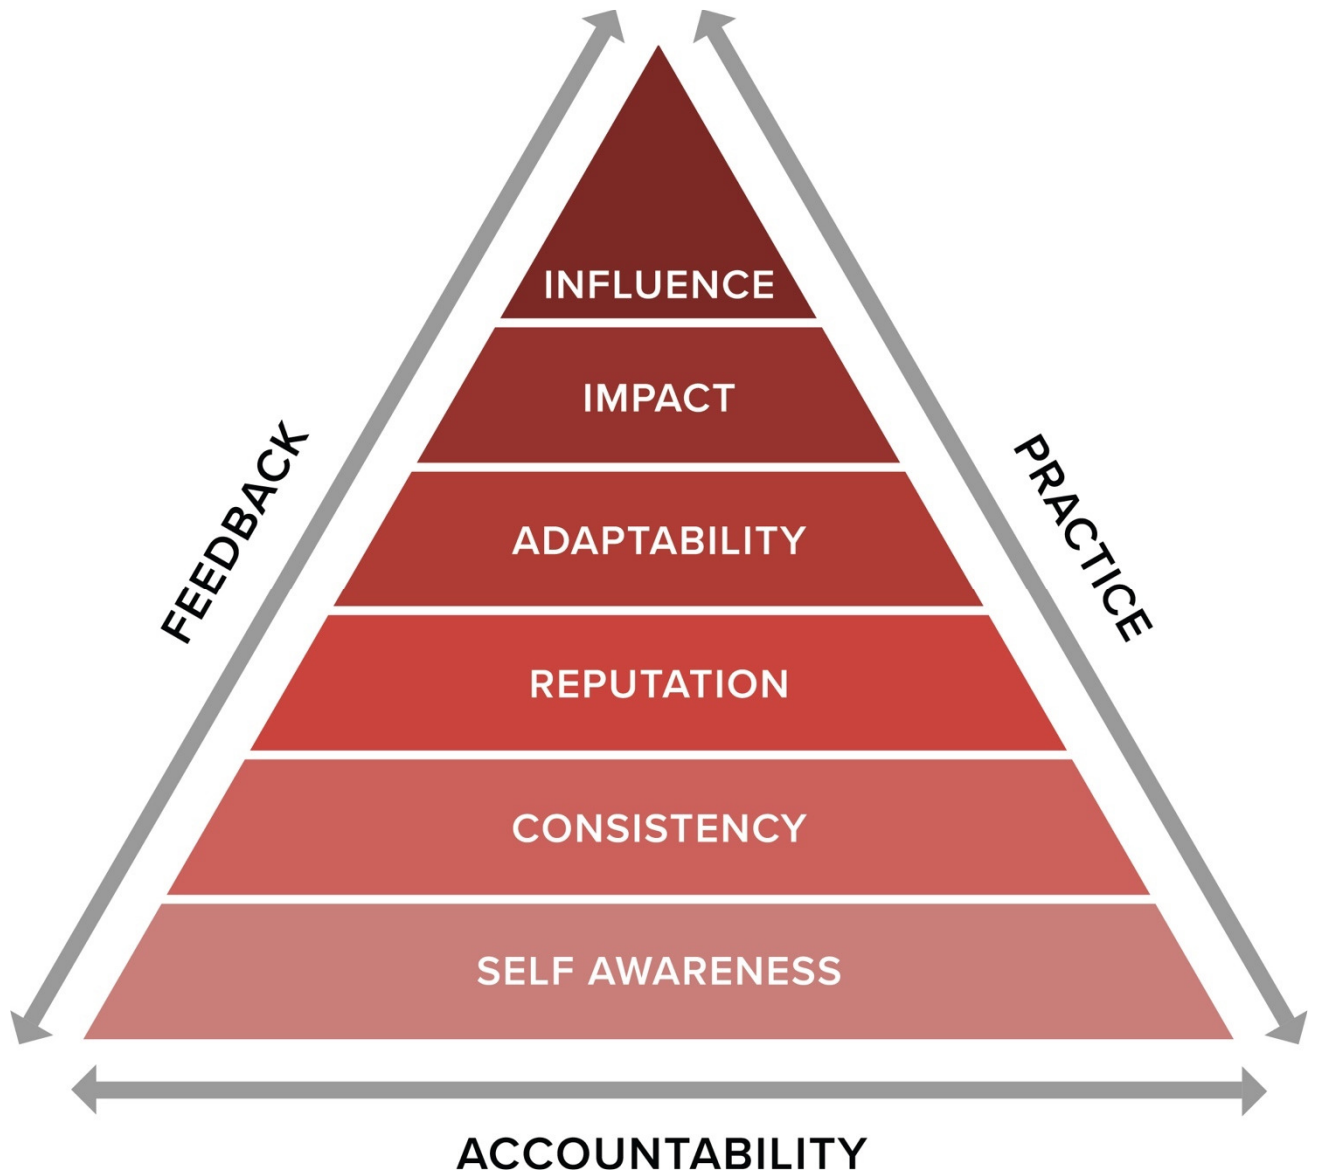 INFLUENCE
IMPACT
FEEDBACK
PRACTICE
ADAPTABILITY
REPUTATION
CONSISTENCY
SELF AWARENESS
ACCOUNTABILITY